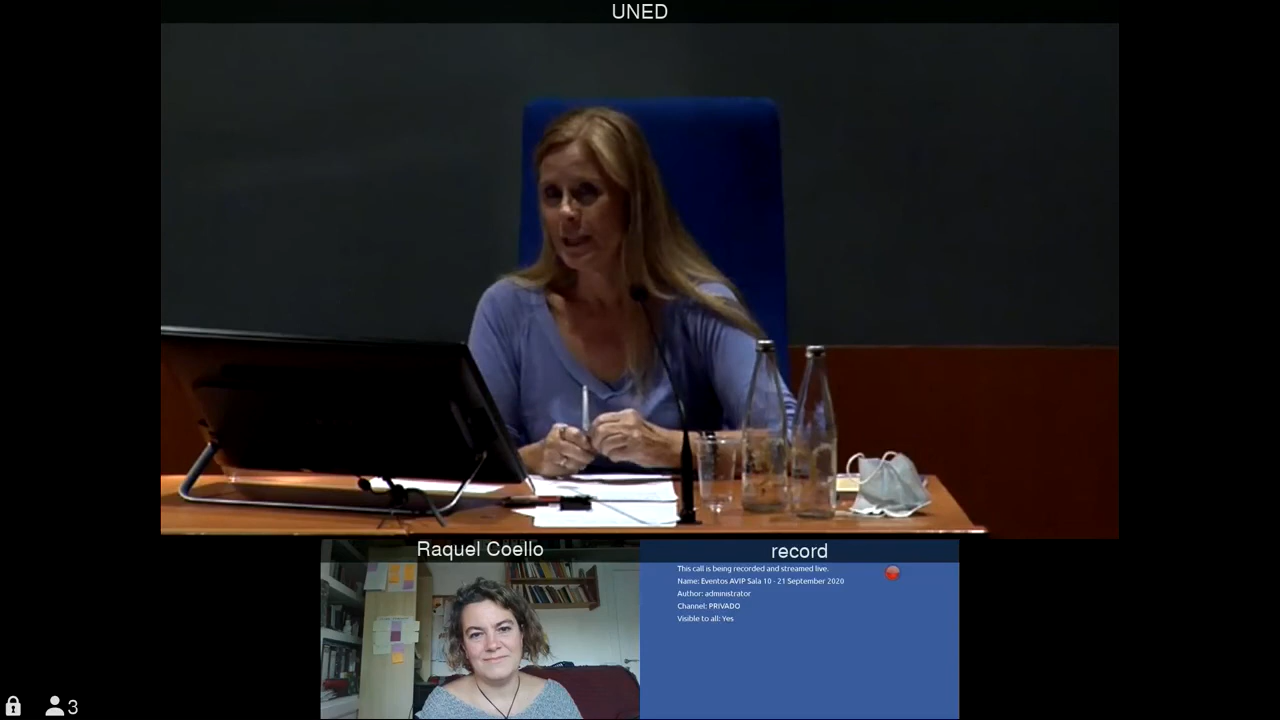 UNED
Raquel Coello
record
This call is being recorded and streamed live.
Name: Eventos AVIP Sala 10 - 21 September 2020
Author: administrator
Channel: PRIVADO
Visible to all: Yes
3